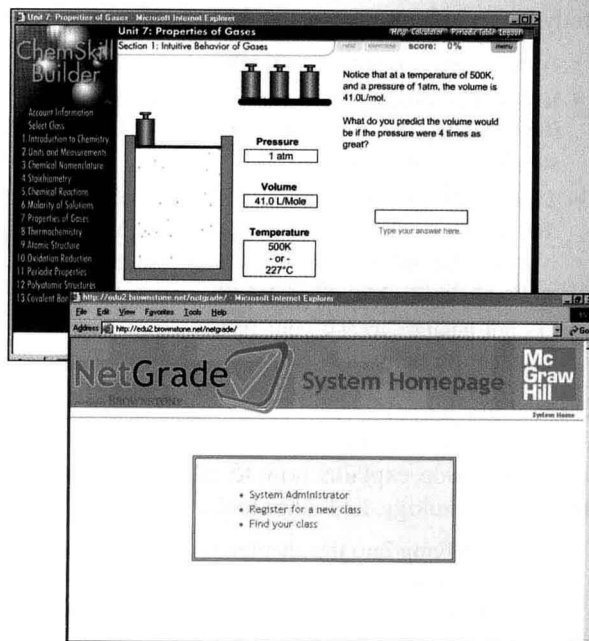 Unit 7: Properties of Gases - Microsoft Internet Explorer
Unit 7: Properties of Gases
Help Calculator Periodic Table Logout
ChemSkill
Builder
Section 1: Intuitive Behavior of Gases
next
exercise
score: 0%
menu
Account Information
Select Class
1 Introduction to Chemistry
2 Units and Measurements
3 Chemical Nomenclature
4 Stoichiometry
5 Chemical Reactions
6 Molarity of Solutions
7 Properties of Gases
8 Thermochemistry
9 Atomic Structure
10 Oxidation Reduction
11 Periodic Properties
12 Polyatomic Structures
13 Covalent Bon
Pressure
1 atm
Volume
41.0 L/Mole
Temperature
500K
- or -
227°C
Notice that at a temperature of 500K,
and a pressure of 1atm, the volume is
41.0L/mol.
What do you predict the volume would
be if the pressure were 4 times as
great?
Type your answer here.
http://edu2.brownstone.net/netgrade/ - Microsoft Internet Explorer
File Edit View Favorites Tools Help
Address http://edu2.brownstone.net/netgrade/
Go
NetGrade
BROWNSTONE
System Homepage
Mc
Graw
Hill
System Home
• System Administrator
• Register for a new class
• Find your class